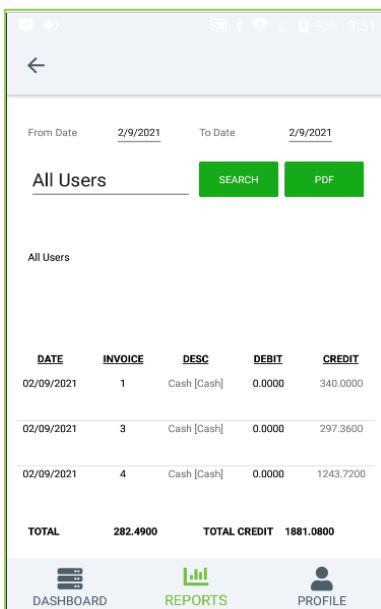 92% 2:51
From Date 2/9/2021 To Date 2/9/2021
All Users SEARCH PDF
All Users
DATE INVOICE DESC DEBIT CREDIT
02/09/2021 1 Cash [Cash] 0.0000 340.0000
02/09/2021 3 Cash [Cash] 0.0000 297.3600
02/09/2021 4 Cash [Cash] 0.0000 1243.7200
TOTAL 282.4900 TOTAL CREDIT 1881.0800
DASHBOARD REPORTS PROFILE